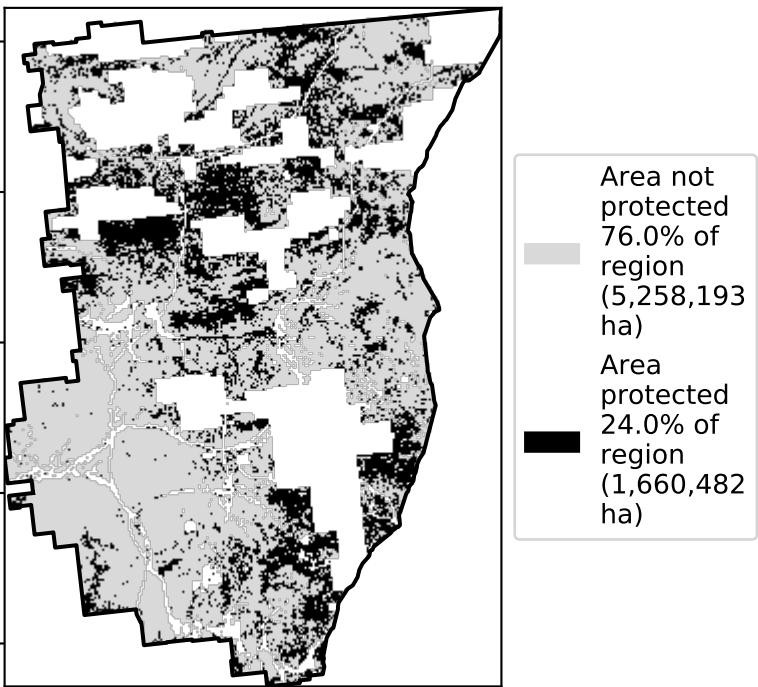 Area not
protected
76.0% of
region
(5,258,193
ha)
Area
protected
24.0% of
region
(1,660,482
ha)